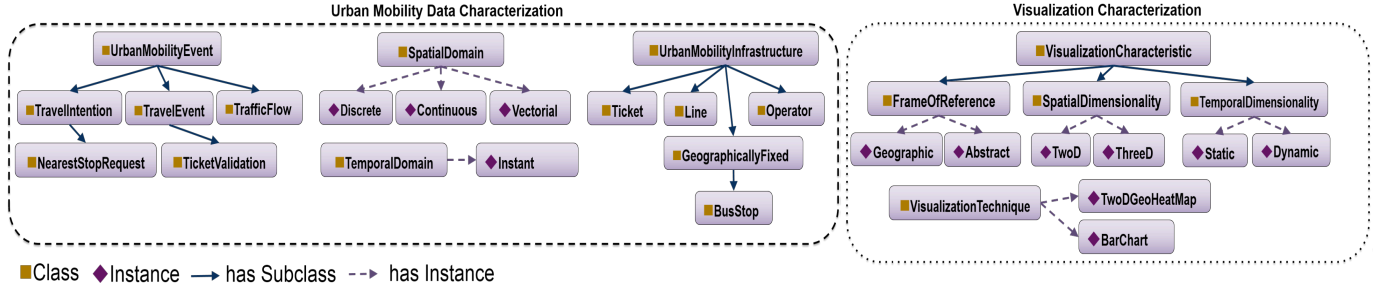 Urban Mobility Data Characterization
UrbanMobilityEvent
SpatialDomain
UrbanMobilityInfrastructure
TravelIntention
TravelEvent
TrafficFlow
Discrete
Continuous
Vectorial
Ticket
Line
Operator
NearestStopRequest
TicketValidation
TemporalDomain
Instant
GeographicallyFixed
BusStop
Visualization Characterization
VisualizationCharacteristic
FrameOfReference
SpatialDimensionality
TemporalDimensionality
Geographic
Abstract
TwoD
ThreeD
Static
Dynamic
VisualizationTechnique
TwoDGeoHeatMap
BarChart
Class
Instance
has Subclass
has Instance